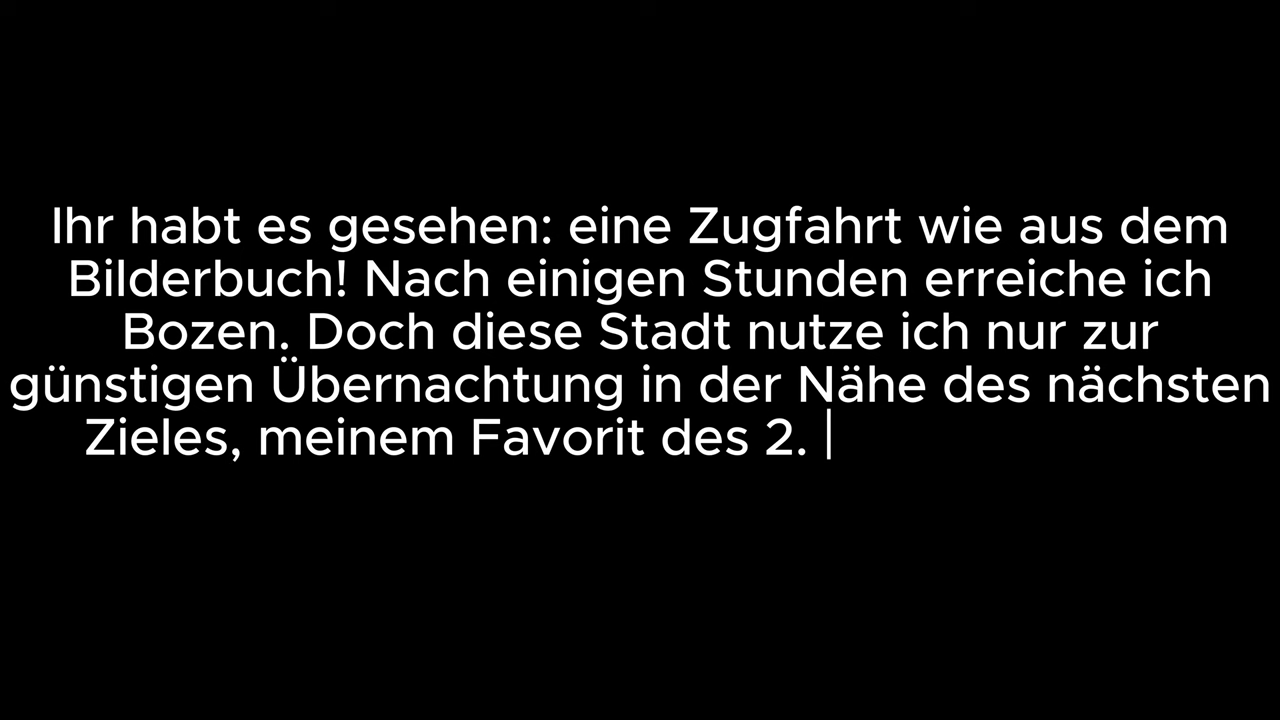 Ihr habt es gesehen: eine Zugfahrt wie aus dem
Bilderbuch! Nach einigen Stunden erreiche ich
Bozen. Doch diese Stadt nutze ich nur zur
günstigen Übernachtung in der Nähe des nächsten
Zieles, meinem Favorit des 2.